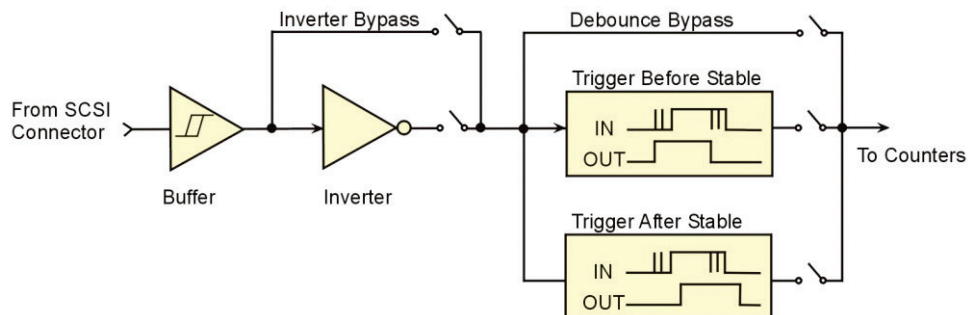 Inverter Bypass
Debounce Bypass
From SCSI
Connector
Buffer
Inverter
Trigger Before Stable
IN
OUT
To Counters
Trigger After Stable
IN
OUT